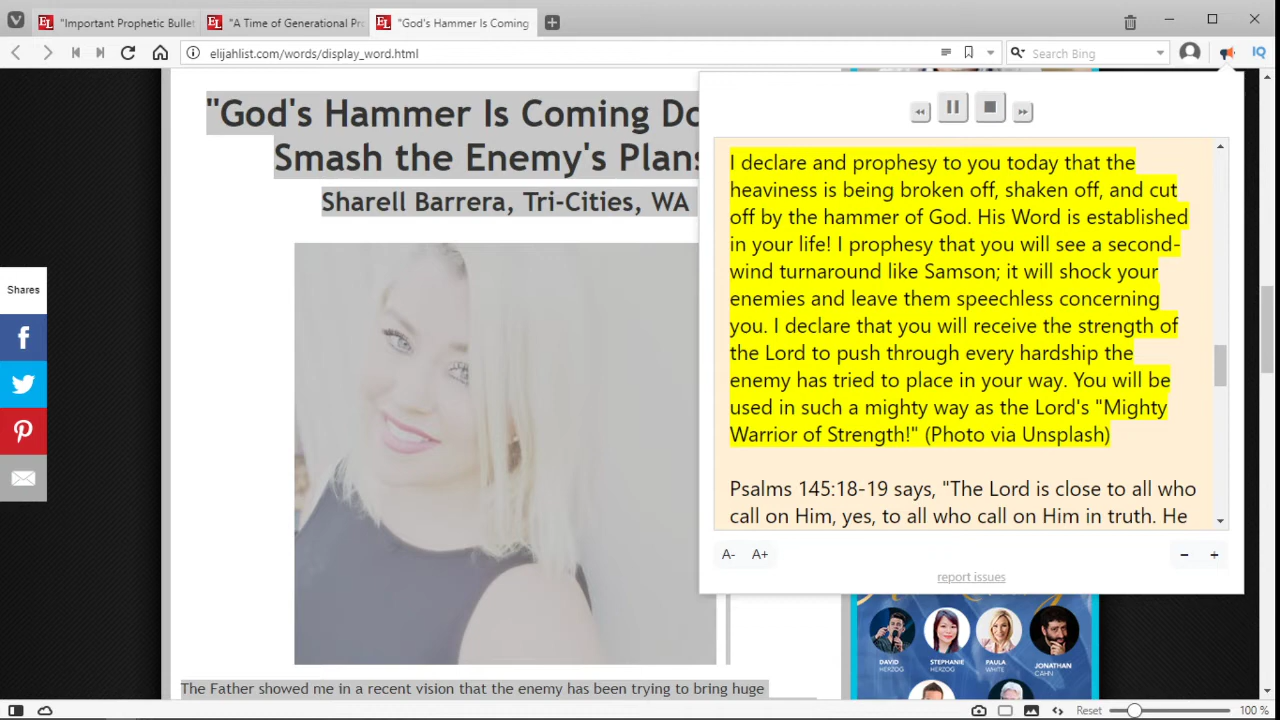 "Important Prophetic Bullet
"A Time of Generational Pr
"God's Hammer Is Coming
elijahlist.com/words/display_word.html
Search Bing
IQ
"God's Hammer Is Coming Do
Smash the Enemy's Plans
Sharell Barrera, Tri-Cities, WA
Shares
I declare and prophesy to you today that the
heaviness is being broken off, shaken off, and cut
off by the hammer of God. His Word is established
in your life! I prophesy that you will see a second-
wind turnaround like Samson; it will shock your
enemies and leave them speechless concerning
you. I declare that you will receive the strength of
the Lord to push through every hardship the
enemy has tried to place in your way. You will be
used in such a mighty way as the Lord's "Mighty
Warrior of Strength!" (Photo via Unsplash)
Psalms 145:18-19 says, "The Lord is close to all who
call on Him, yes, to all who call on Him in truth. He
A- A+
- +
report issues
DAVID
HERZOG
STEPHANIE
HERZOG
PAULA
WHITE
JONATHAN
CAHN
The Father showed me in a recent vision that the enemy has been trying to bring huge
Reset
100 %